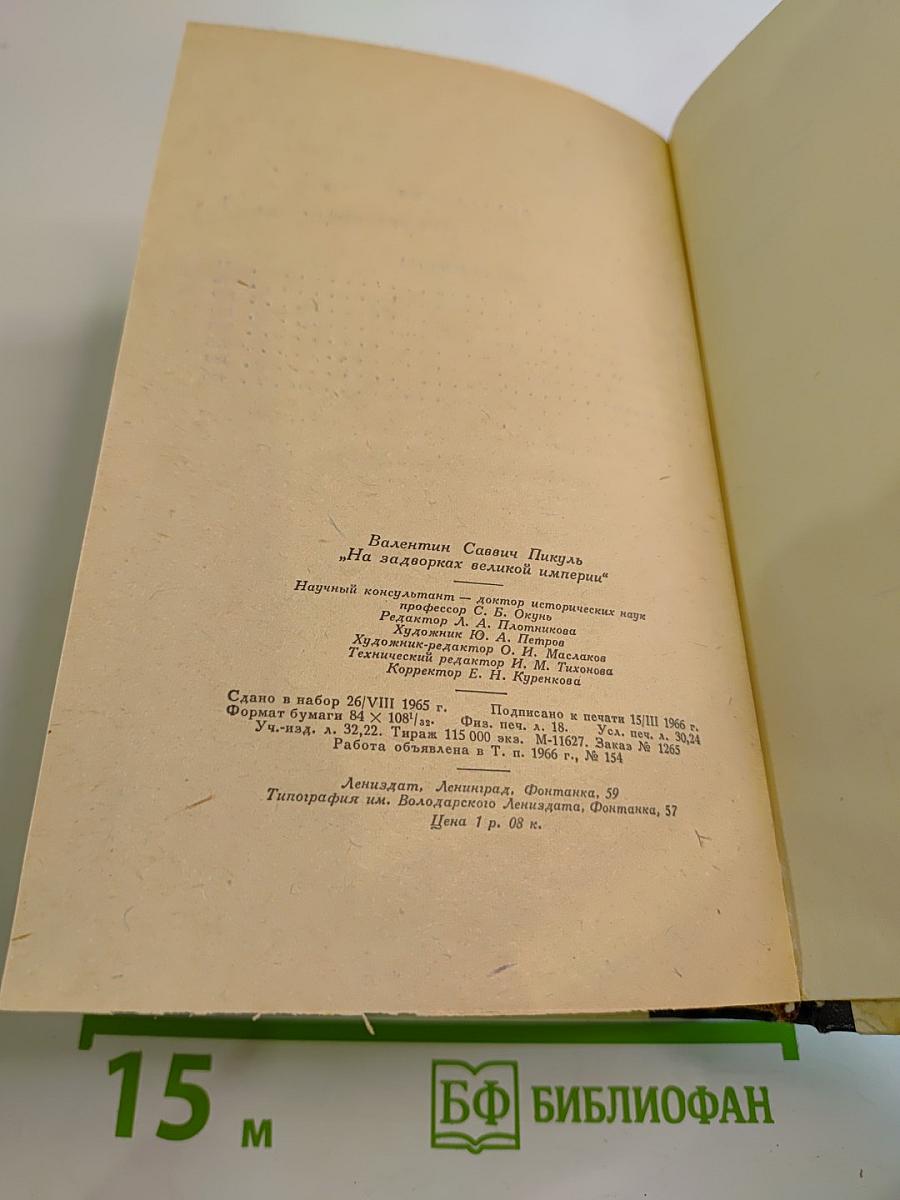 Валентин Саввич Пикуль
„На задворках великой империи“
Научный консультант — доктор исторических наук
профессор С. Б. Окунь
Редактор Л. А. Плотникова
Художник Ю. А. Петров
Художник-редактор О. И. Маслаков
Технический редактор И. М. Тихонова
Корректор Е. Н. Куренкова
Сдано в набор 26/VIII 1965 г. Подписано к печати 15/III 1966 г.
Формат бумаги 84 × 108¹/₃₂. Физ. печ. л. 18. Усл. печ. л. 30,24
Уч.-изд. л. 32,22. Тираж 115 000 экз. М-11627. Заказ № 1265
Работа объявлена в Т. п. 1966 г., № 154
Лениздат, Ленинград, Фонтанка, 59
Типография им. Володарского Лениздата, Фонтанка, 57
Цена 1 р. 08 к.
15 м
БФ БИБЛИОФАН